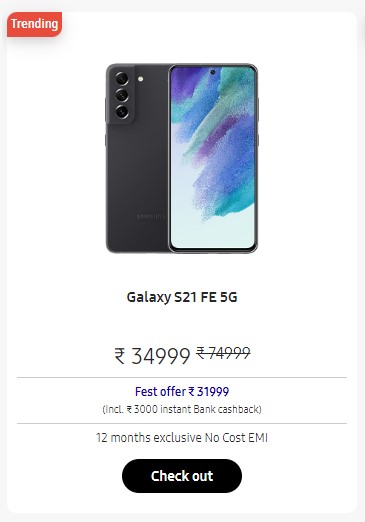 Trending
SAMSUNG
Galaxy S21 FE 5G
₹ 34999 ₹ 74999
Fest offer ₹ 31999
(Incl. ₹ 3000 instant Bank cashback)
12 months exclusive No Cost EMI
Check out